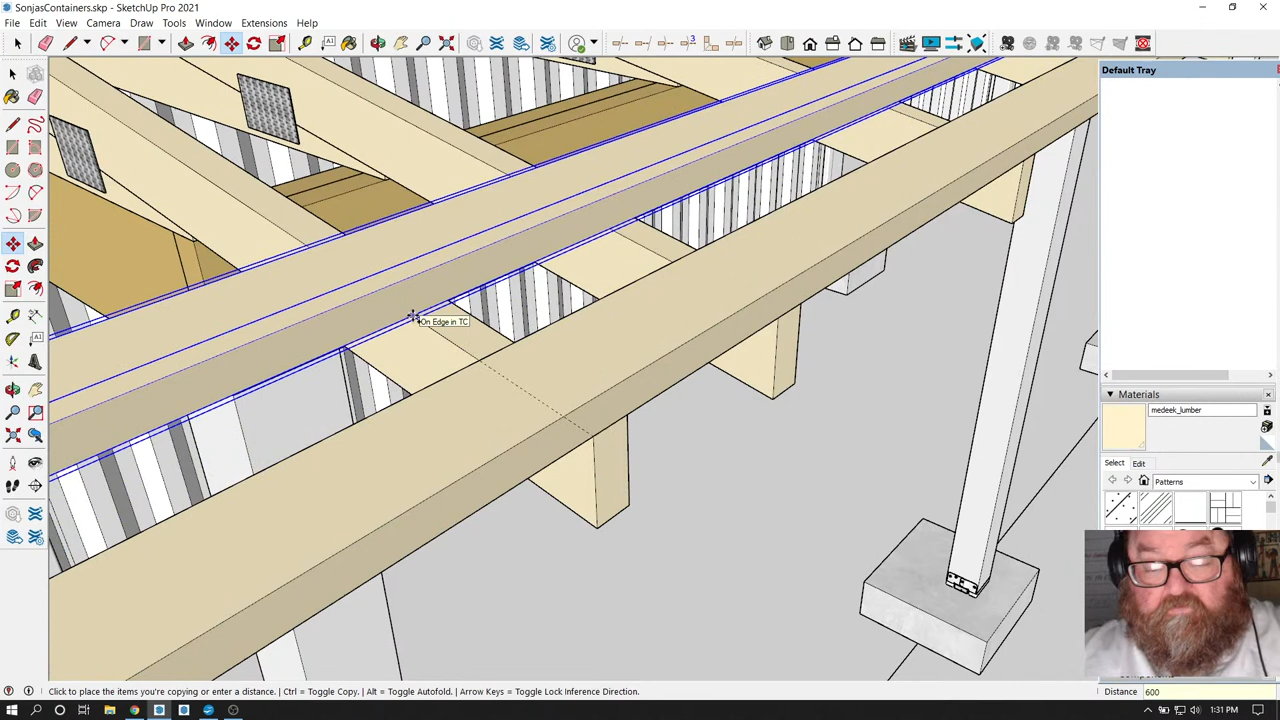 SonjasContainers.skp - SketchUp Pro 2021
File Edit View Camera Draw Tools Window Extensions Help
3
Default Tray
On Edge in TC
Materials
medeek_lumber
Select Edit
Patterns
Click to place the items you're copying or enter a distance. | Ctrl = Toggle Copy. | Alt = Toggle Autofold. | Arrow Keys = Toggle Lock Inference Direction.
Distance 600
1:31 PM